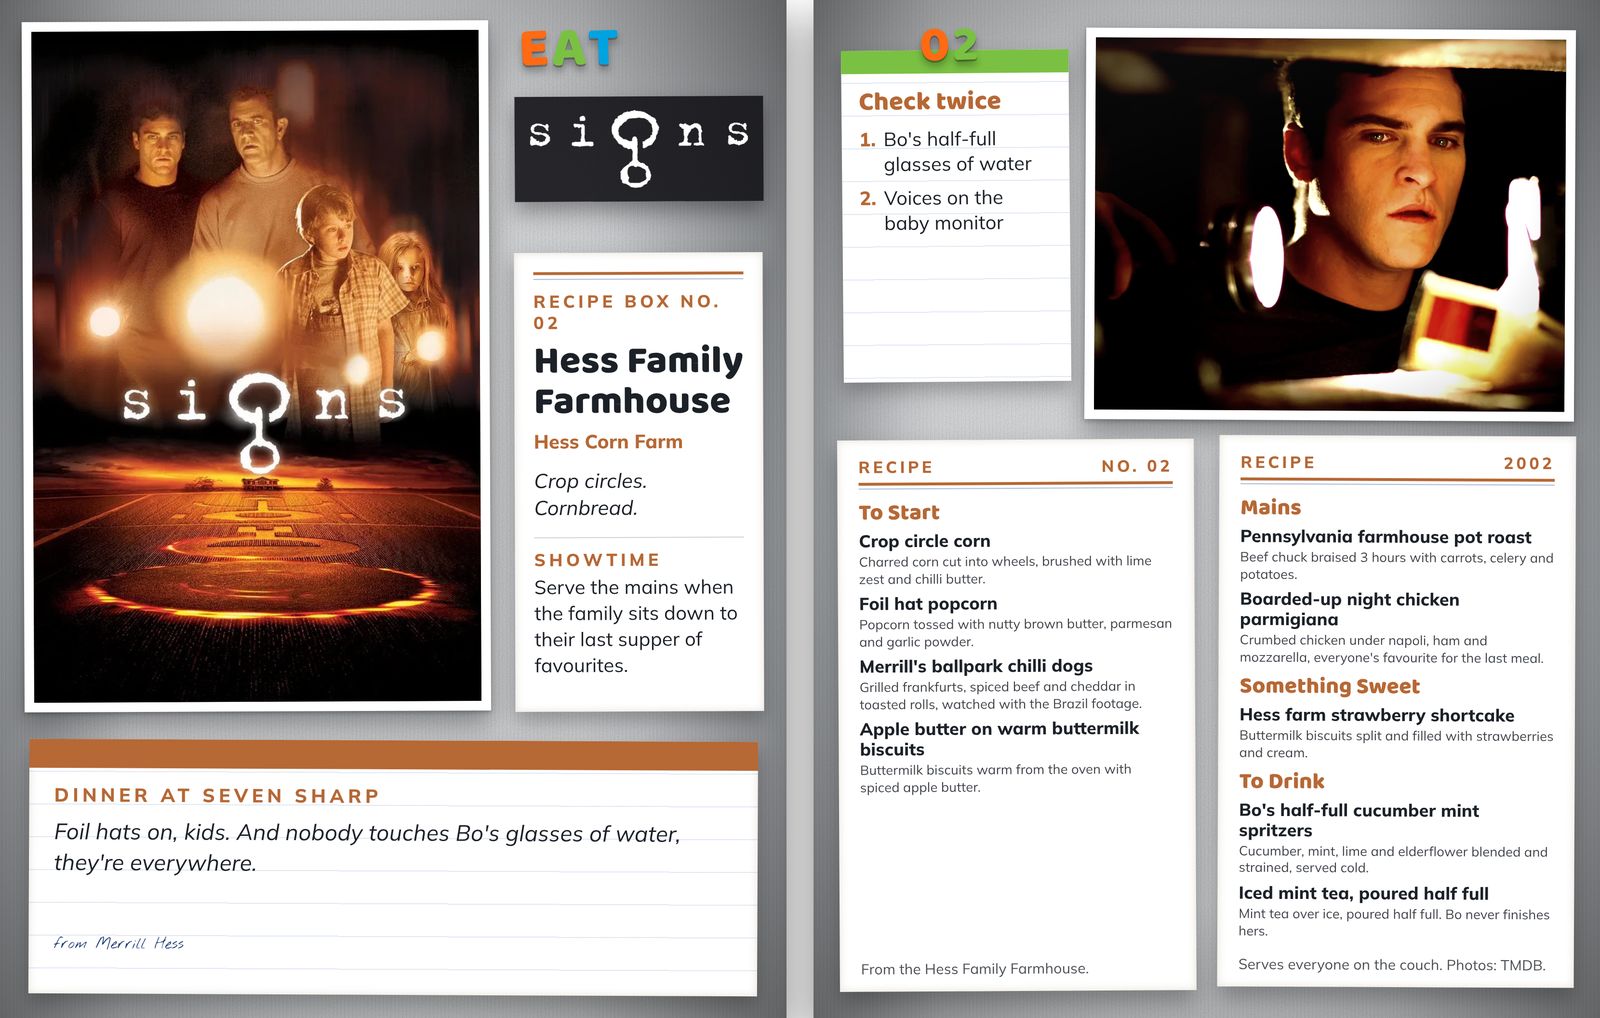 EAT
signs
signs
RECIPE BOX NO.
02
Hess Family
Farmhouse
Hess Corn Farm
Crop circles.
Cornbread.
SHOWTIME
Serve the mains when
the family sits down to
their last supper of
favourites.
DINNER AT SEVEN SHARP
Foil hats on, kids. And nobody touches Bo's glasses of water,
they're everywhere.
from Merrill Hess
02
Check twice
1. Bo's half-full
glasses of water
2. Voices on the
baby monitor
RECIPE NO. 02
To Start
Crop circle corn
Charred corn cut into wheels, brushed with lime
zest and chilli butter.
Foil hat popcorn
Popcorn tossed with nutty brown butter, parmesan
and garlic powder.
Merrill's ballpark chilli dogs
Grilled frankfurts, spiced beef and cheddar in
toasted rolls, watched with the Brazil footage.
Apple butter on warm buttermilk
biscuits
Buttermilk biscuits warm from the oven with
spiced apple butter.
From the Hess Family Farmhouse.
RECIPE 2002
Mains
Pennsylvania farmhouse pot roast
Beef chuck braised 3 hours with carrots, celery and
potatoes.
Boarded-up night chicken
parmigiana
Crumbed chicken under napoli, ham and
mozzarella, everyone's favourite for the last meal.
Something Sweet
Hess farm strawberry shortcake
Buttermilk biscuits split and filled with strawberries
and cream.
To Drink
Bo's half-full cucumber mint
spritzers
Cucumber, mint, lime and elderflower blended and
strained, served cold.
Iced mint tea, poured half full
Mint tea over ice, poured half full. Bo never finishes
hers.
Serves everyone on the couch. Photos: TMDB.